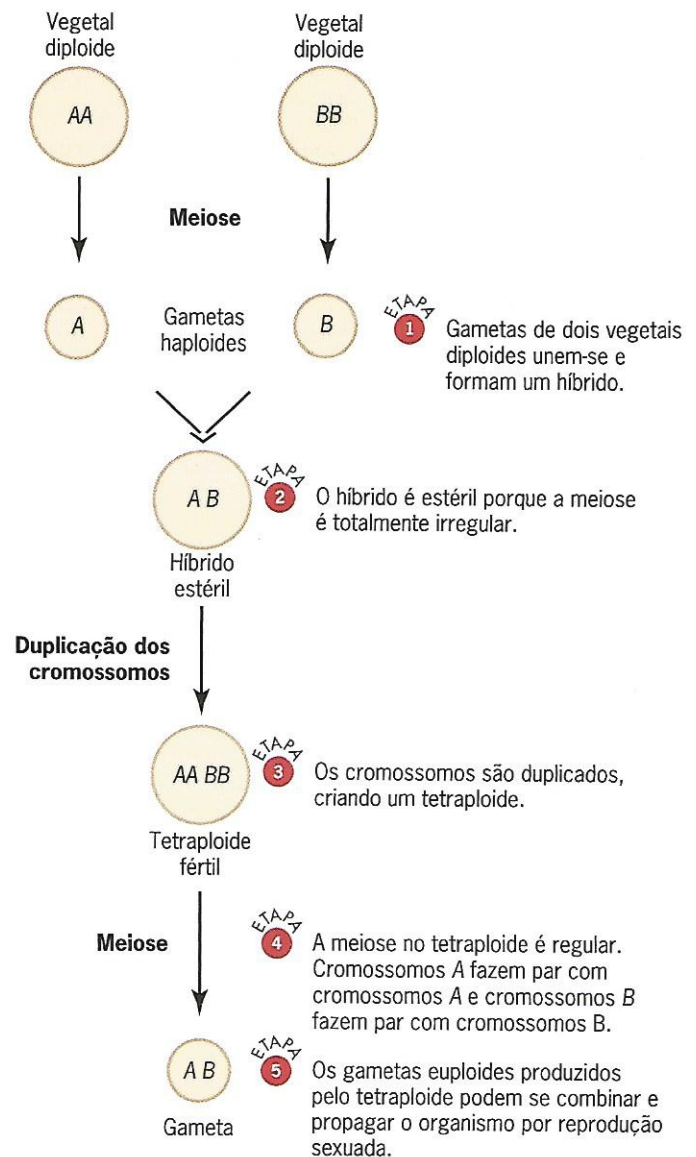 Vegetal
diploide
Vegetal
diploide
AA
BB
Meiose
A
Gametas
haploides
B
ETAPA
1
Gametas de dois vegetais
diploides unem-se e
formam um híbrido.
A B
ETAPA
2
O híbrido é estéril porque a meiose
é totalmente irregular.
Híbrido
estéril
Duplicação dos
cromossomos
AA BB
ETAPA
3
Os cromossomos são duplicados,
criando um tetraploide.
Tetraploide
fértil
Meiose
ETAPA
4
A meiose no tetraploide é regular.
Cromossomos A fazem par com
cromossomos A e cromossomos B
fazem par com cromossomos B.
A B
Gameta
ETAPA
5
Os gametas euploides produzidos
pelo tetraploide podem se combinar e
propagar o organismo por reprodução
sexuada.